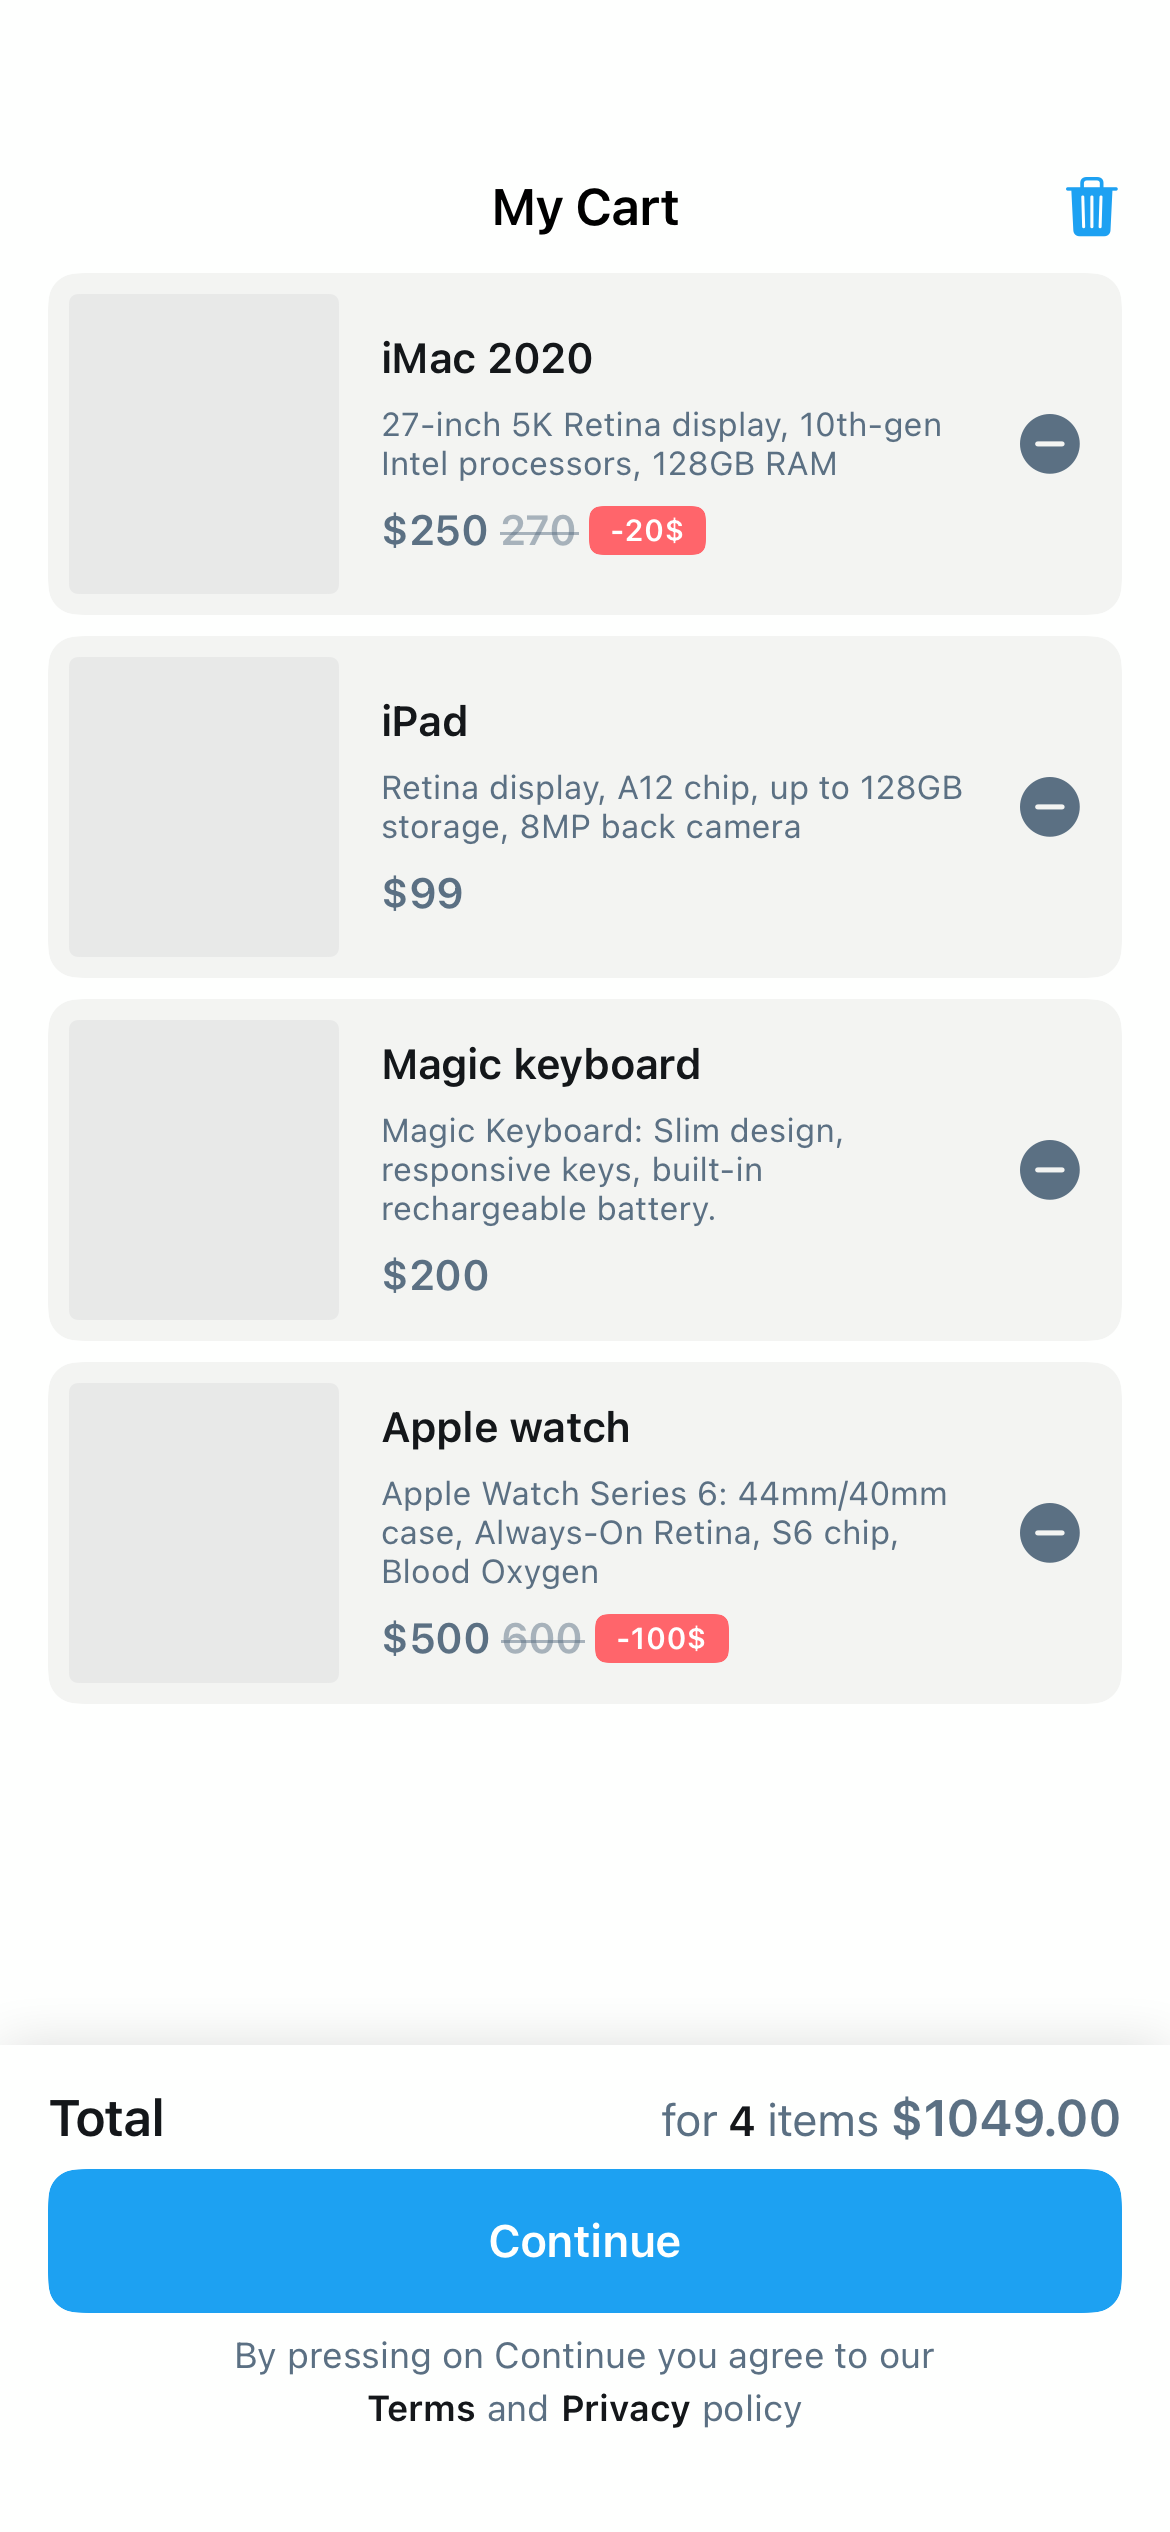 My Cart
iMac 2020
27-inch 5K Retina display, 10th-gen
Intel processors, 128GB RAM
$250 270 -20$
iPad
Retina display, A12 chip, up to 128GB
storage, 8MP back camera
$99
Magic keyboard
Magic Keyboard: Slim design,
responsive keys, built-in
rechargeable battery.
$200
Apple watch
Apple Watch Series 6: 44mm/40mm
case, Always-On Retina, S6 chip,
Blood Oxygen
$500 600 -100$
Total for 4 items $1049.00
Continue
By pressing on Continue you agree to our
Terms and Privacy policy